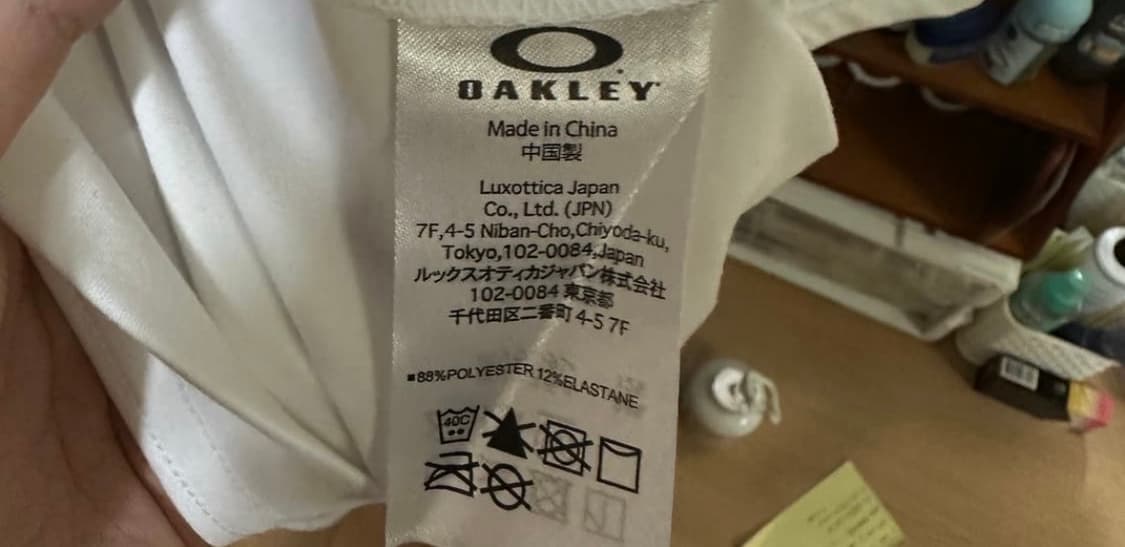 OAKLEY
Made in China
中国製
Luxottica Japan
Co., Ltd. (JPN)
7F,4-5 Niban-Cho,Chiyoda-ku,
Tokyo,102-0084,Japan
ルックスオティカジャパン株式会社
102-0084 東京都
千代田区二番町 4-5 7F
■88%POLYESTER 12%ELASTANE
40C